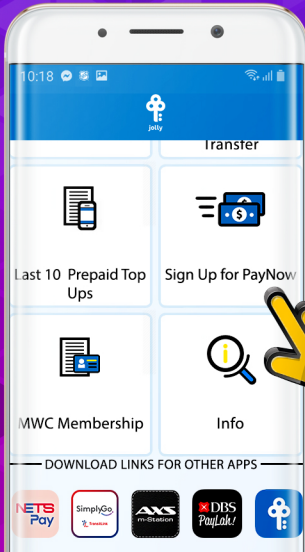 10:18
jolly
Transfer
Last 10 Prepaid Top
Ups
Sign Up for PayNow
MWC Membership
Info
DOWNLOAD LINKS FOR OTHER APPS
NETS
Pay
SimplyGo
TransitLink
AXS
m-Station
DBS
PayLah!